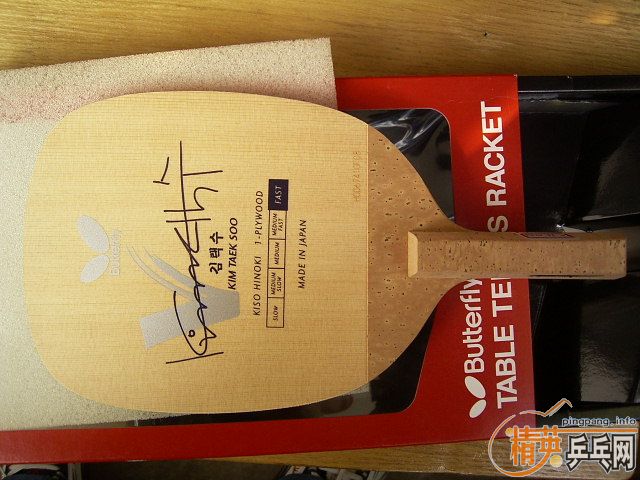 Butterfly
김택수
KIM TAEK SOO
KISO HINOKI 1-PLYWOOD
SLOW
MEDIUM SLOW
MEDIUM
MEDIUM FAST
FAST
MADE IN JAPAN
Butterfly
TABLE TE
S RACKET
pingpang.info
精英乒乓网